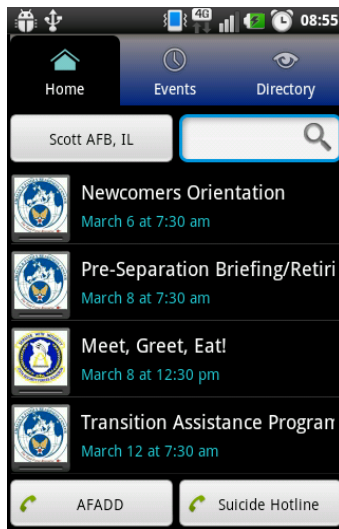 4G
08:55
Home
Events
Directory
Scott AFB, IL
Newcomers Orientation
March 6 at 7:30 am
Pre-Separation Briefing/Retiri
March 8 at 7:30 am
Meet, Greet, Eat!
March 8 at 12:30 pm
Transition Assistance Program
March 12 at 7:30 am
AFADD
Suicide Hotline